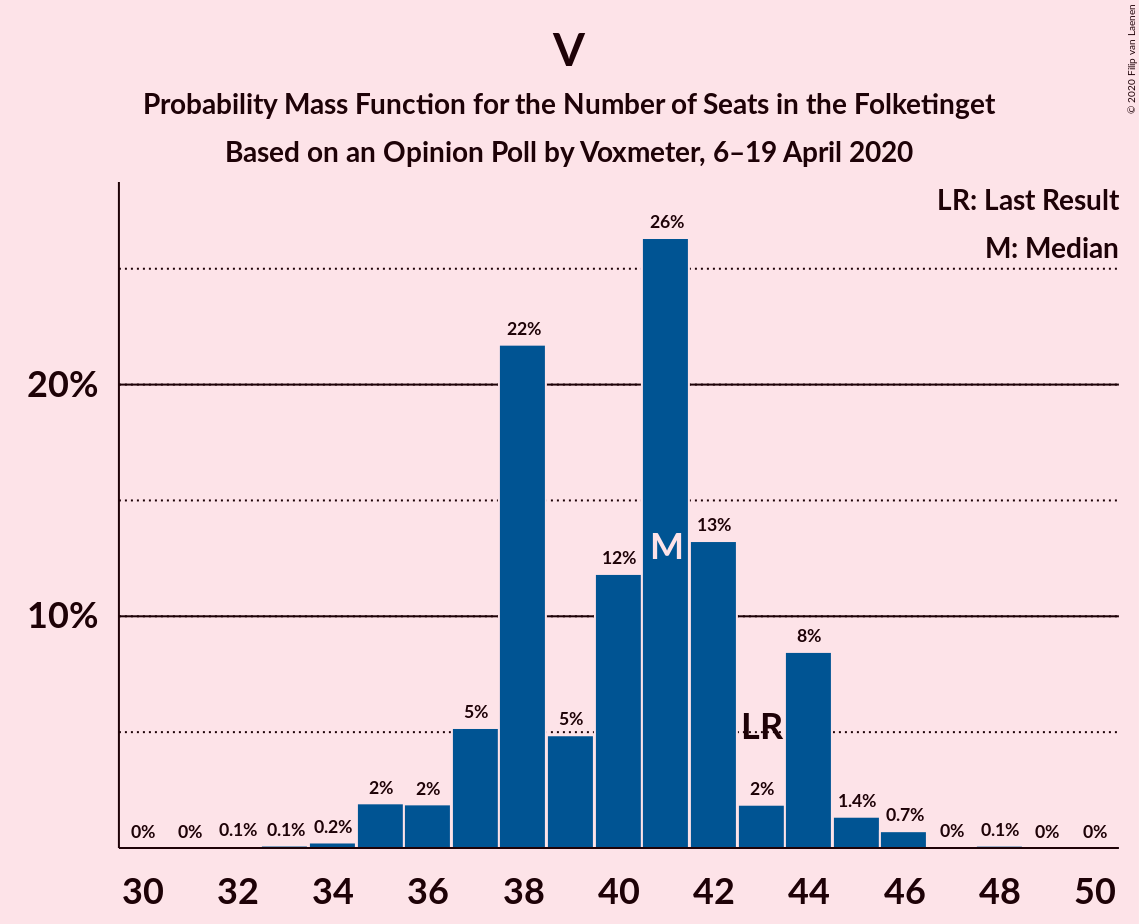 V
Probability Mass Function for the Number of Seats in the Folketinget
Based on an Opinion Poll by Voxmeter, 6–19 April 2020
© 2020 Filip van Laenen
LR: Last Result
M: Median
20%
10%
0%
0%
0.1%
0.1%
0.2%
2%
2%
5%
22%
5%
12%
26%
M
13%
2%
LR
8%
1.4%
0.7%
0%
0.1%
0%
0%
30 32 34 36 38 40 42 44 46 48 50